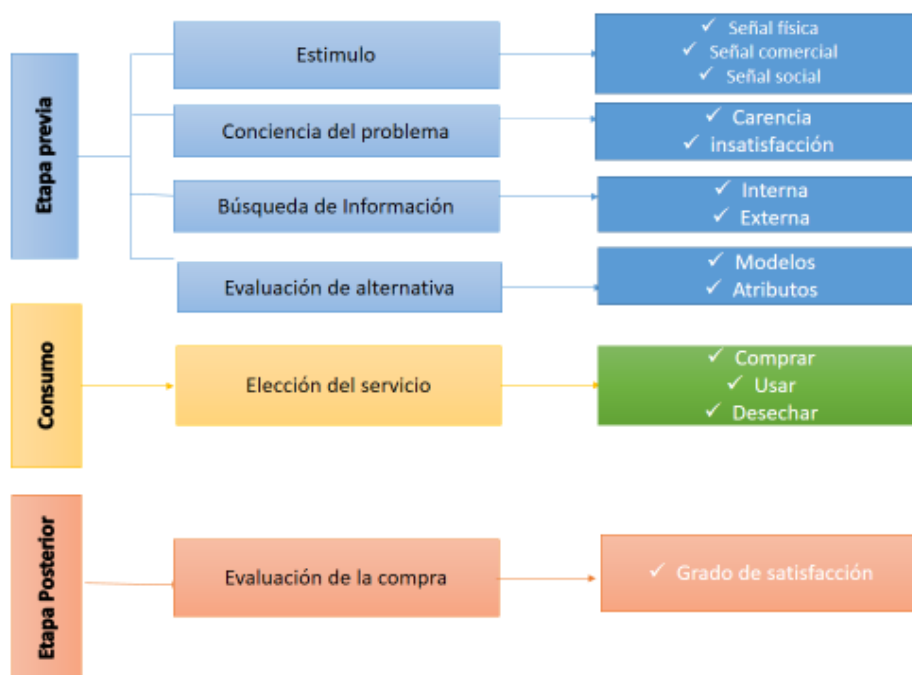 Etapa previa
Estimulo
✓ Señal física
✓ Señal comercial
✓ Señal social
Conciencia del problema
✓ Carencia
✓ insatisfacción
Búsqueda de Información
✓ Interna
✓ Externa
Evaluación de alternativa
✓ Modelos
✓ Atributos
Consumo
Elección del servicio
✓ Comprar
✓ Usar
✓ Desechar
Etapa Posterior
Evaluación de la compra
✓ Grado de satisfacción